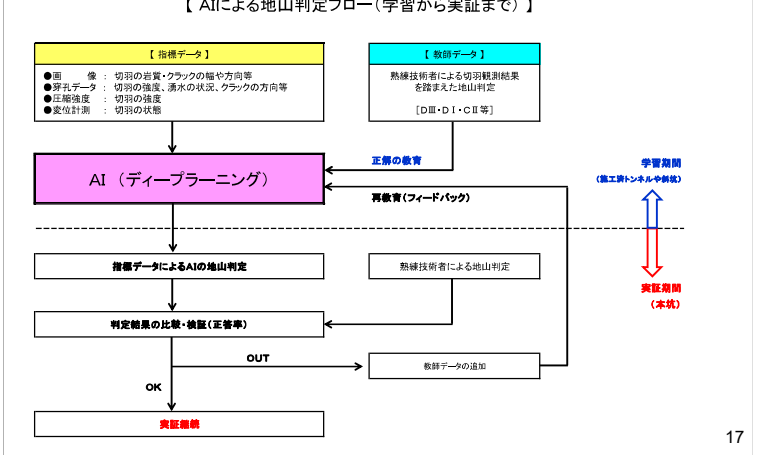 【 AIによる地山判定フロー(学習から実証まで) 】
【 指標データ 】
●画　　像 : 切羽の岩質・クラックの幅や方向等
●穿孔データ : 切羽の強度、湧水の状況、クラックの方向等
●圧縮強度 : 切羽の強度
●変位計測 : 切羽の状態
【 教師データ 】
熟練技術者による切羽観測結果
を踏まえた地山判定
[DⅢ・DⅠ・CⅡ等]
正解の教育
AI (ディープラーニング)
再教育(フィードバック)
学習期間
(施工済トンネルや斜坑)
指標データによるAIの地山判定
熟練技術者による地山判定
実証期間
(本坑)
判定結果の比較・検証(正答率)
OUT
教師データの追加
OK
実証継続
17